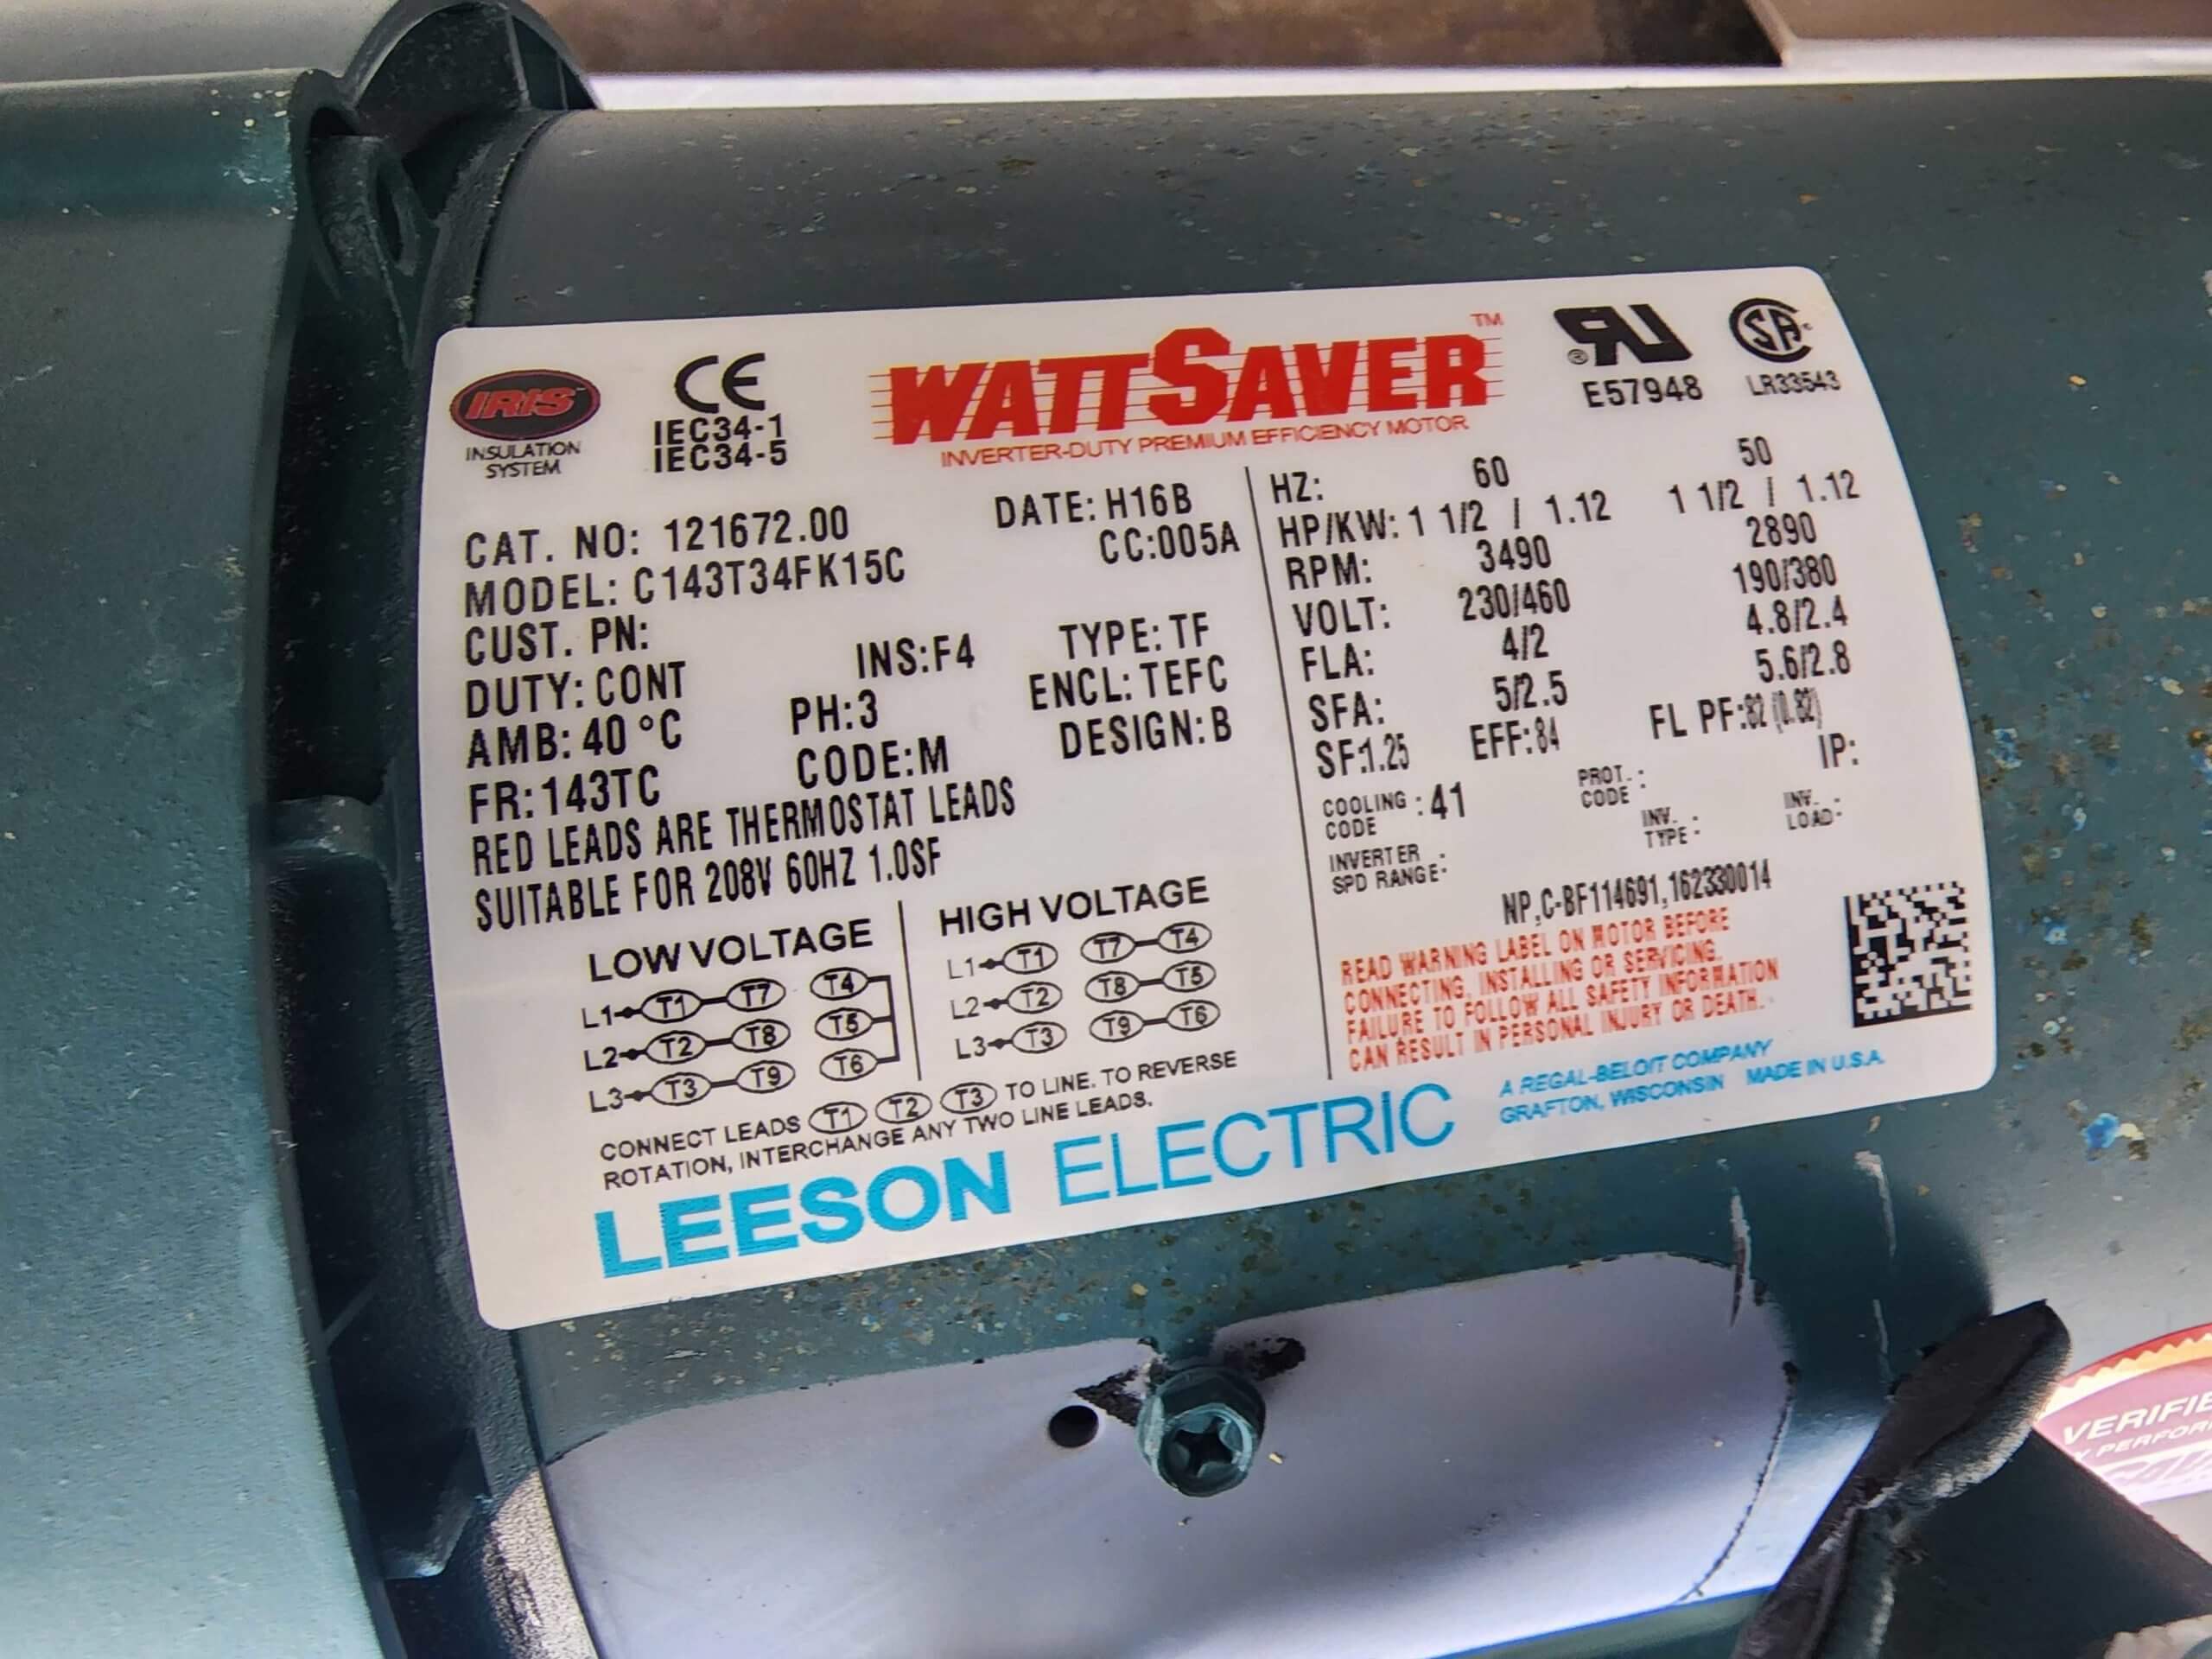 IRIS
INSULATION
SYSTEM
CE
IEC34-1
IEC34-5
WATTSAVER™
INVERTER-DUTY PREMIUM EFFICIENCY MOTOR
®
E57948
SA
LR33543
CAT. NO: 121672.00
DATE: H16B
MODEL: C143T34FK15C
CC:005A
CUST. PN:
DUTY: CONT
INS:F4
TYPE: TF
AMB: 40 °C
PH:3
ENCL: TEFC
FR:143TC
CODE:M
DESIGN:B
RED LEADS ARE THERMOSTAT LEADS
SUITABLE FOR 208V 60HZ 1.0SF
HZ: 60 50
HP/KW: 1 1/2 / 1.12 1 1/2 / 1.12
RPM: 3490 2890
VOLT: 230/460 190/380
FLA: 4/2 4.8/2.4
SFA: 5/2.5 5.6/2.8
SF:1.25 EFF:84 FL PF:82 (0.82)
COOLING CODE : 41
PROT. CODE :
IP:
INVERTER SPD RANGE:
INV. TYPE :
INV. LOAD:
NP,C-BF114691,162330014
LOW VOLTAGE
L1 T1 T7 T4
L2 T2 T8 T5
L3 T3 T9 T6
HIGH VOLTAGE
L1 T1 T7 T4
L2 T2 T8 T5
L3 T3 T9 T6
CONNECT LEADS T1 T2 T3 TO LINE. TO REVERSE
ROTATION, INTERCHANGE ANY TWO LINE LEADS.
READ WARNING LABEL ON MOTOR BEFORE
CONNECTING, INSTALLING OR SERVICING.
FAILURE TO FOLLOW ALL SAFETY INFORMATION
CAN RESULT IN PERSONAL INJURY OR DEATH.
LEESON ELECTRIC
A REGAL-BELOIT COMPANY
GRAFTON, WISCONSIN MADE IN U.S.A.